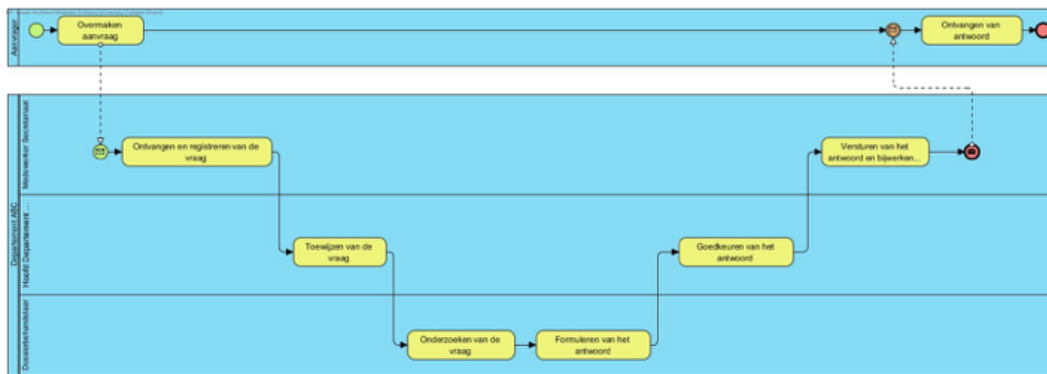 Aanvrager
Overmaken
aanvraag
Ontvangen van
antwoord
Departement ABC
Medewerker Secretariaat
Ontvangen en registreren van de
vraag
Versturen van het
antwoord en bijwerken...
Hoofd Departement ...
Toewijzen van de
vraag
Goedkeuren van het
antwoord
Dossierbehandelaar
Onderzoeken van de
vraag
Formuleren van het
antwoord